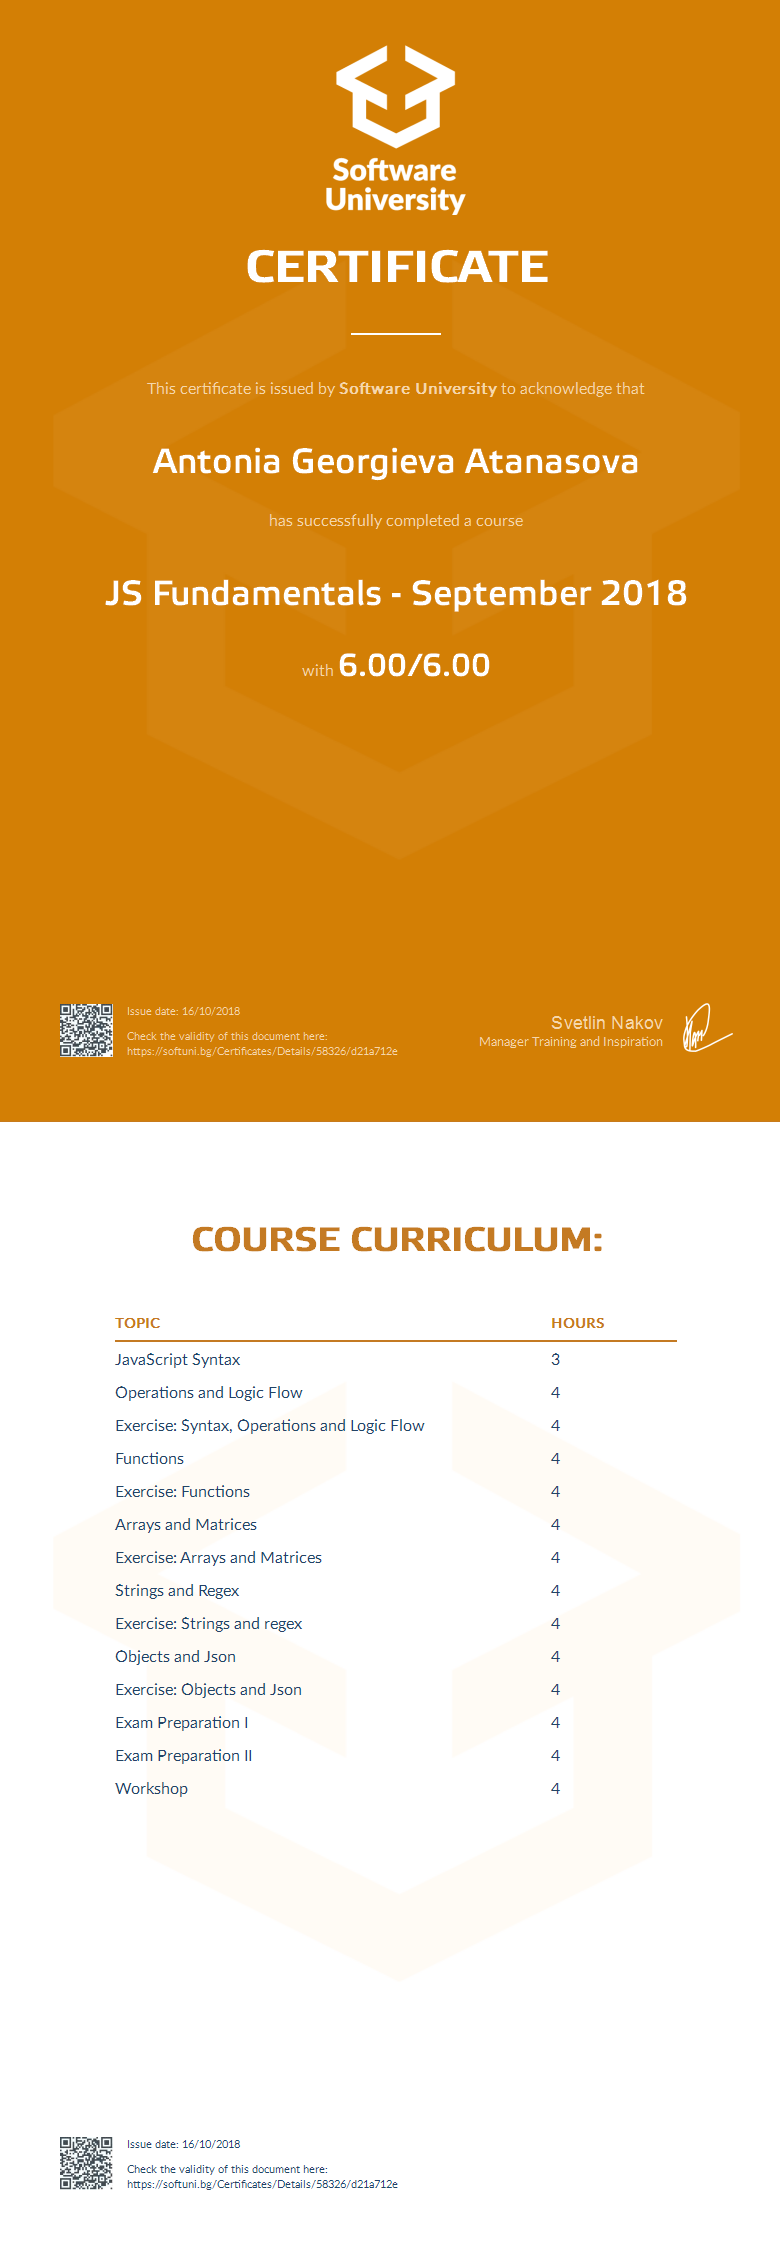 Software
University
CERTIFICATE
This certificate is issued by Software University to acknowledge that
Antonia Georgieva Atanasova
has successfully completed a course
JS Fundamentals - September 2018
with 6.00/6.00
Issue date: 16/10/2018
Check the validity of this document here:
https://softuni.bg/Certificates/Details/58326/d21a712e
Svetlin Nakov
Manager Training and Inspiration
COURSE CURRICULUM:
TOPIC HOURS
JavaScript Syntax 3
Operations and Logic Flow 4
Exercise: Syntax, Operations and Logic Flow 4
Functions 4
Exercise: Functions 4
Arrays and Matrices 4
Exercise: Arrays and Matrices 4
Strings and Regex 4
Exercise: Strings and regex 4
Objects and Json 4
Exercise: Objects and Json 4
Exam Preparation I 4
Exam Preparation II 4
Workshop 4
Issue date: 16/10/2018
Check the validity of this document here:
https://softuni.bg/Certificates/Details/58326/d21a712e